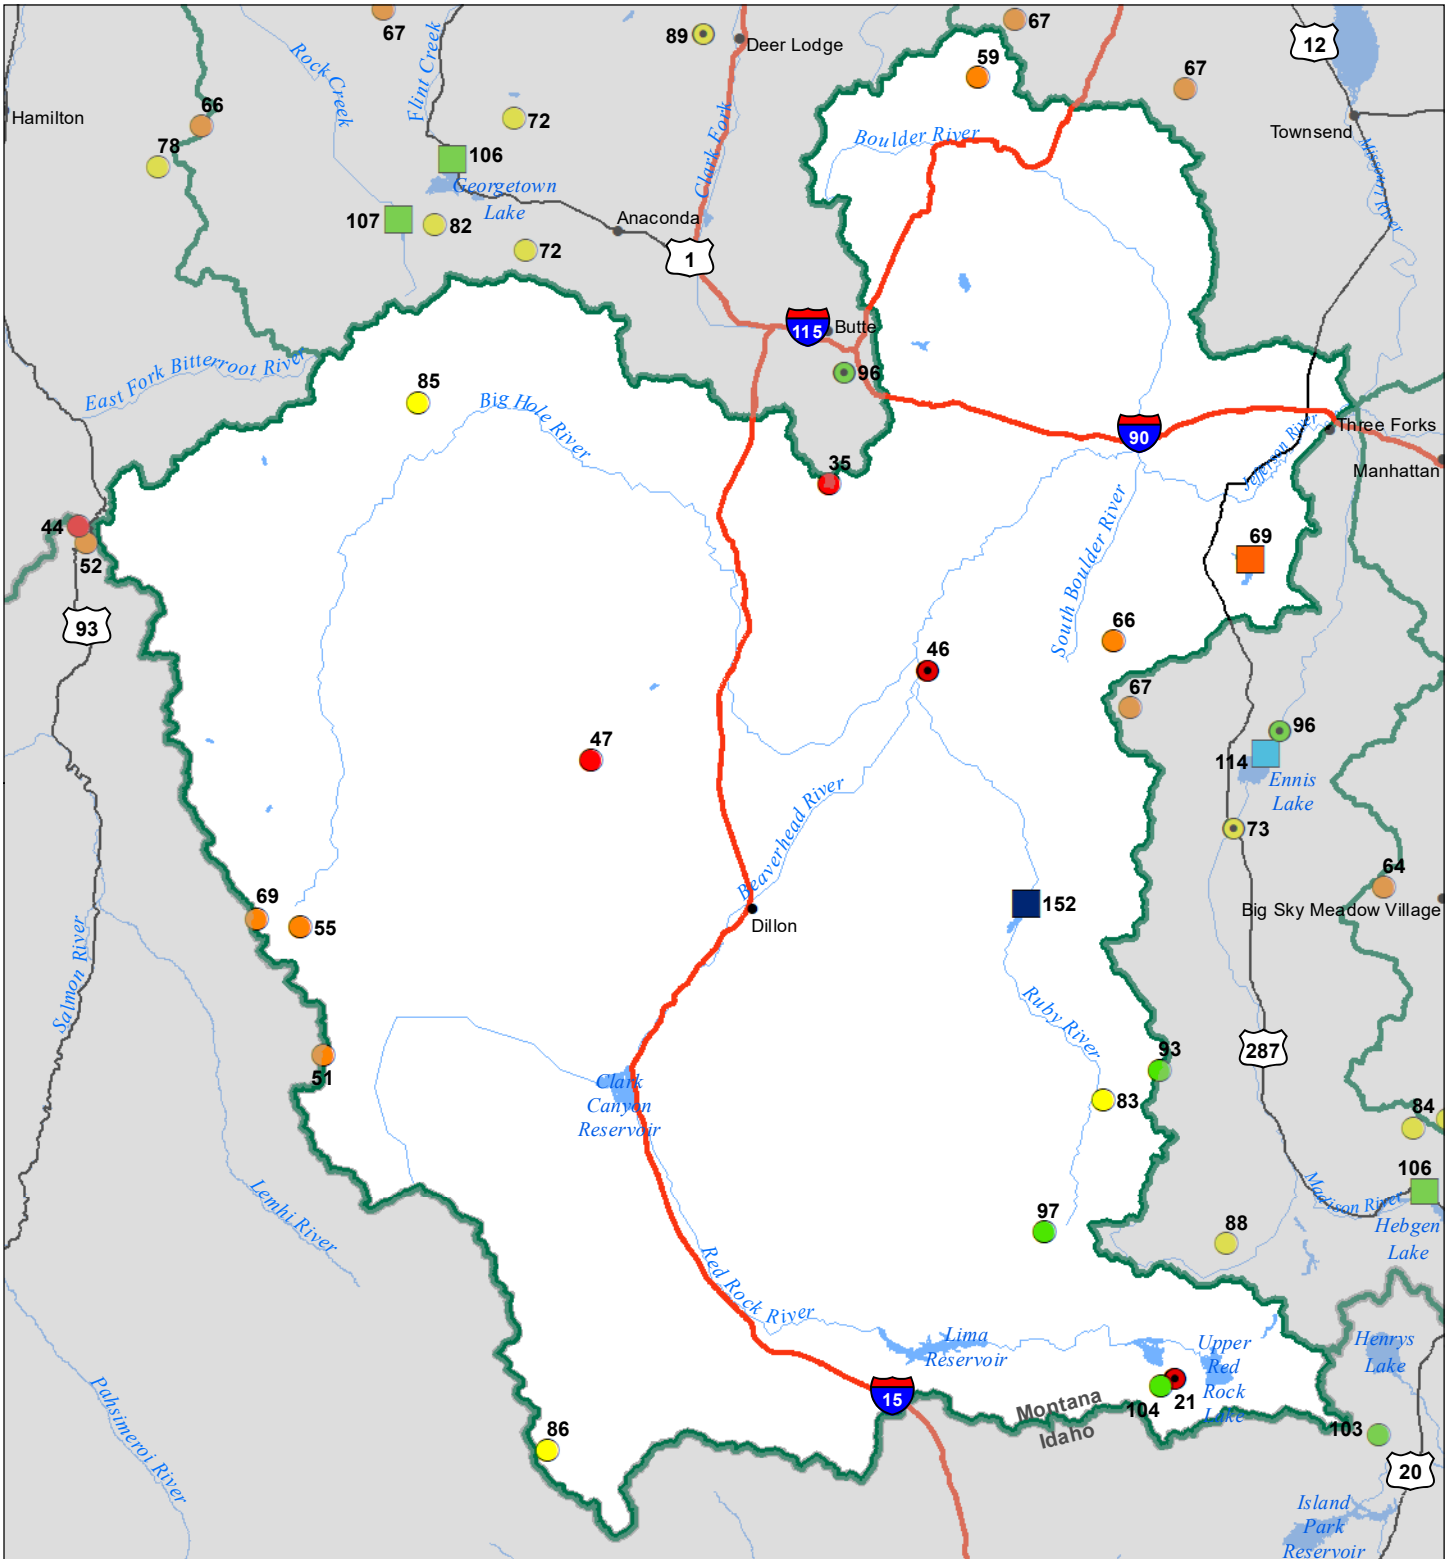 67
89
Deer Lodge
67
12
59
67
Rock Creek
Flint Creek
Hamilton
66
72
Clark Fork
Boulder River
Townsend
78
106
Missouri River
Georgetown
Lake
107
82
Anaconda
72
1
115
Butte
East Fork Bitterroot River
85
96
Big Hole River
90
Three Forks
Jefferson River
35
Manhattan
44
52
South Boulder River
69
93
66
46
67
47
96
114
Ennis
Lake
Beaverhead River
73
64
69
55
Dillon
152
Big Sky Meadow Village
Salmon River
Ruby River
51
93
287
Clark
Canyon
Reservoir
83
84
Lemhi River
106
Madison River
97
88
Hebgen
Lake
Red Rock River
Lima
Reservoir
Upper
Red
Rock
Lake
Henrys
Lake
15
Montana
Idaho
104
21
103
Pahsimeroi River
86
20
Island
Park
Reservoir